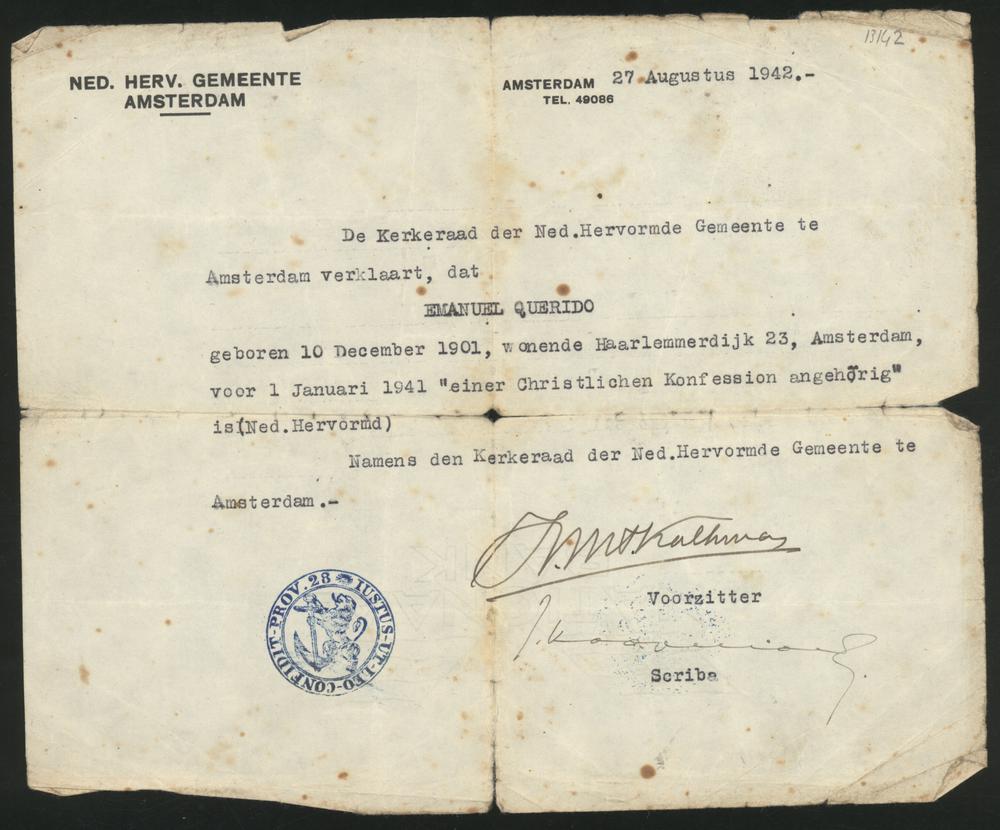 13142
NED. HERV. GEMEENTE
AMSTERDAM
AMSTERDAM 27 Augustus 1942.-
TEL. 49086
De Kerkeraad der Ned.Hervormde Gemeente te
Amsterdam verklaart, dat
EMANUEL QUERIDO
geboren 10 December 1901, wonende Haarlemmerdijk 23, Amsterdam,
voor 1 Januari 1941 "einer Christlichen Konfession angehörig"
is(Ned.Hervormd)
Namens den Kerkeraad der Ned.Hervormde Gemeente te
Amsterdam.-
Voorzitter
Scriba
IUSTUS-UT-LEO-CONFIDIT-PROV.28